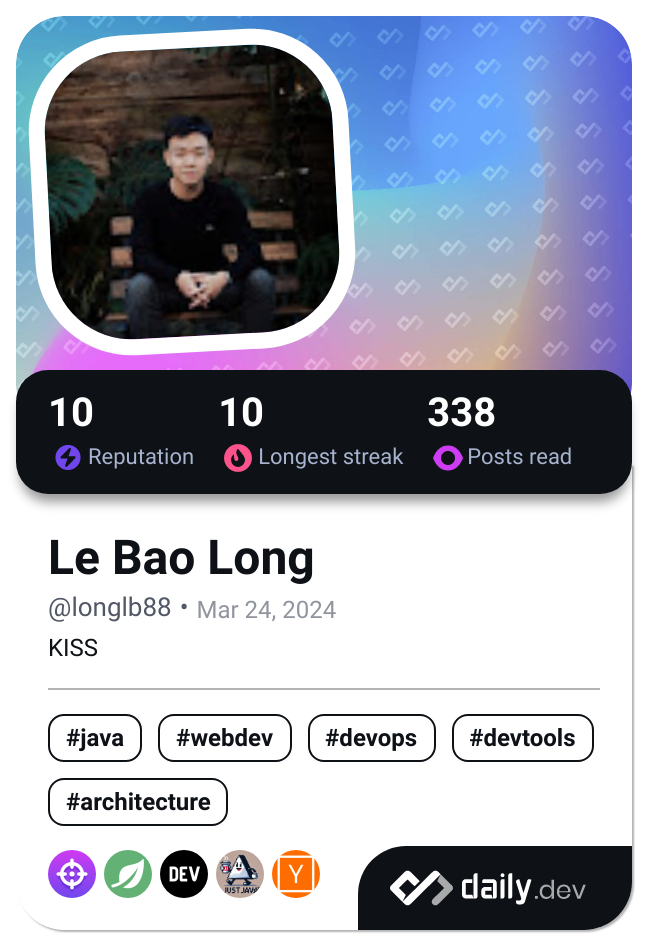 10 10 338
Reputation Longest streak Posts read
Le Bao Long
@longlb88 • Mar 24, 2024
KISS
#java #webdev #devops #devtools
#architecture
DEV JUST JAVA Y
daily.dev